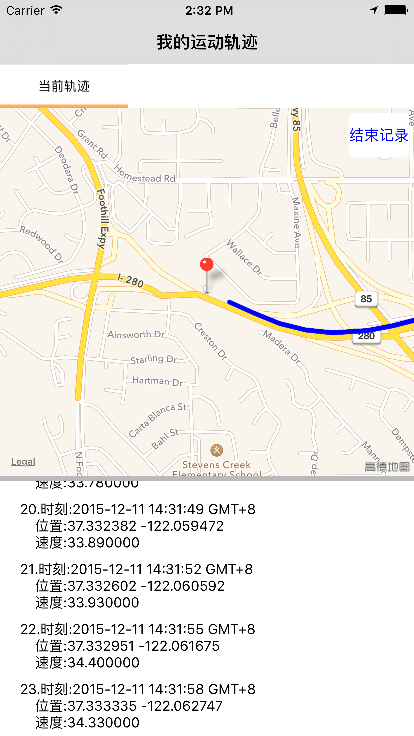 Carrier 2:32 PM
我的运动轨迹
当前轨迹
结束记录
Grant Rd
Deodara Dr
Homestead Rd
Foothill Expy
Redwood Dr
Maxine Ave
Wallace Dr
I-280
85
280
Ainsworth Dr
Creston Dr
Madera Dr
Starling Dr
Hartman Dr
Carta Blanca St
Bahl St
Stevens Creek
Elementary School
Legal
高德地图
速度:33.780000
20.时刻:2015-12-11 14:31:49 GMT+8
位置:37.332382 -122.059472
速度:33.890000
21.时刻:2015-12-11 14:31:52 GMT+8
位置:37.332602 -122.060592
速度:33.930000
22.时刻:2015-12-11 14:31:55 GMT+8
位置:37.332951 -122.061675
速度:34.400000
23.时刻:2015-12-11 14:31:58 GMT+8
位置:37.333335 -122.062747
速度:34.330000